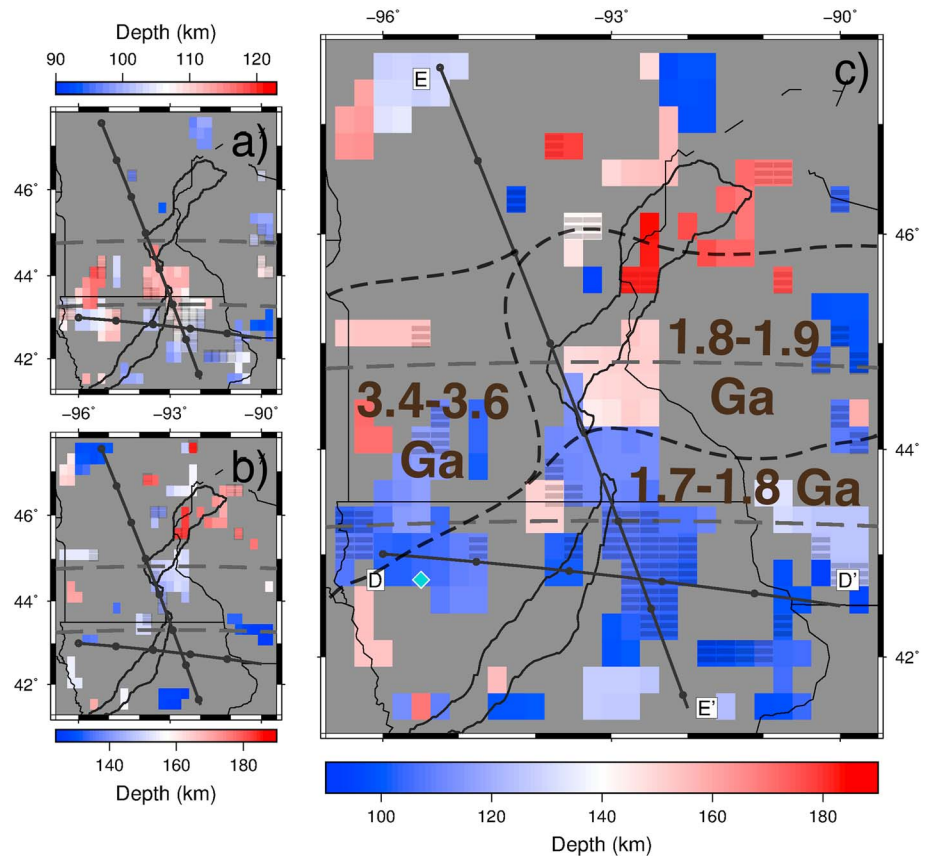 Depth (km)
90 100 110 120
a)
46°
44°
42°
−96° −93° −90°
b)
46°
44°
42°
140 160 180
Depth (km)
−96° −93° −90°
c)
E
46°
1.8-1.9
Ga
3.4-3.6
Ga
44°
1.7-1.8 Ga
D
D'
42°
E'
100 120 140 160 180
Depth (km)